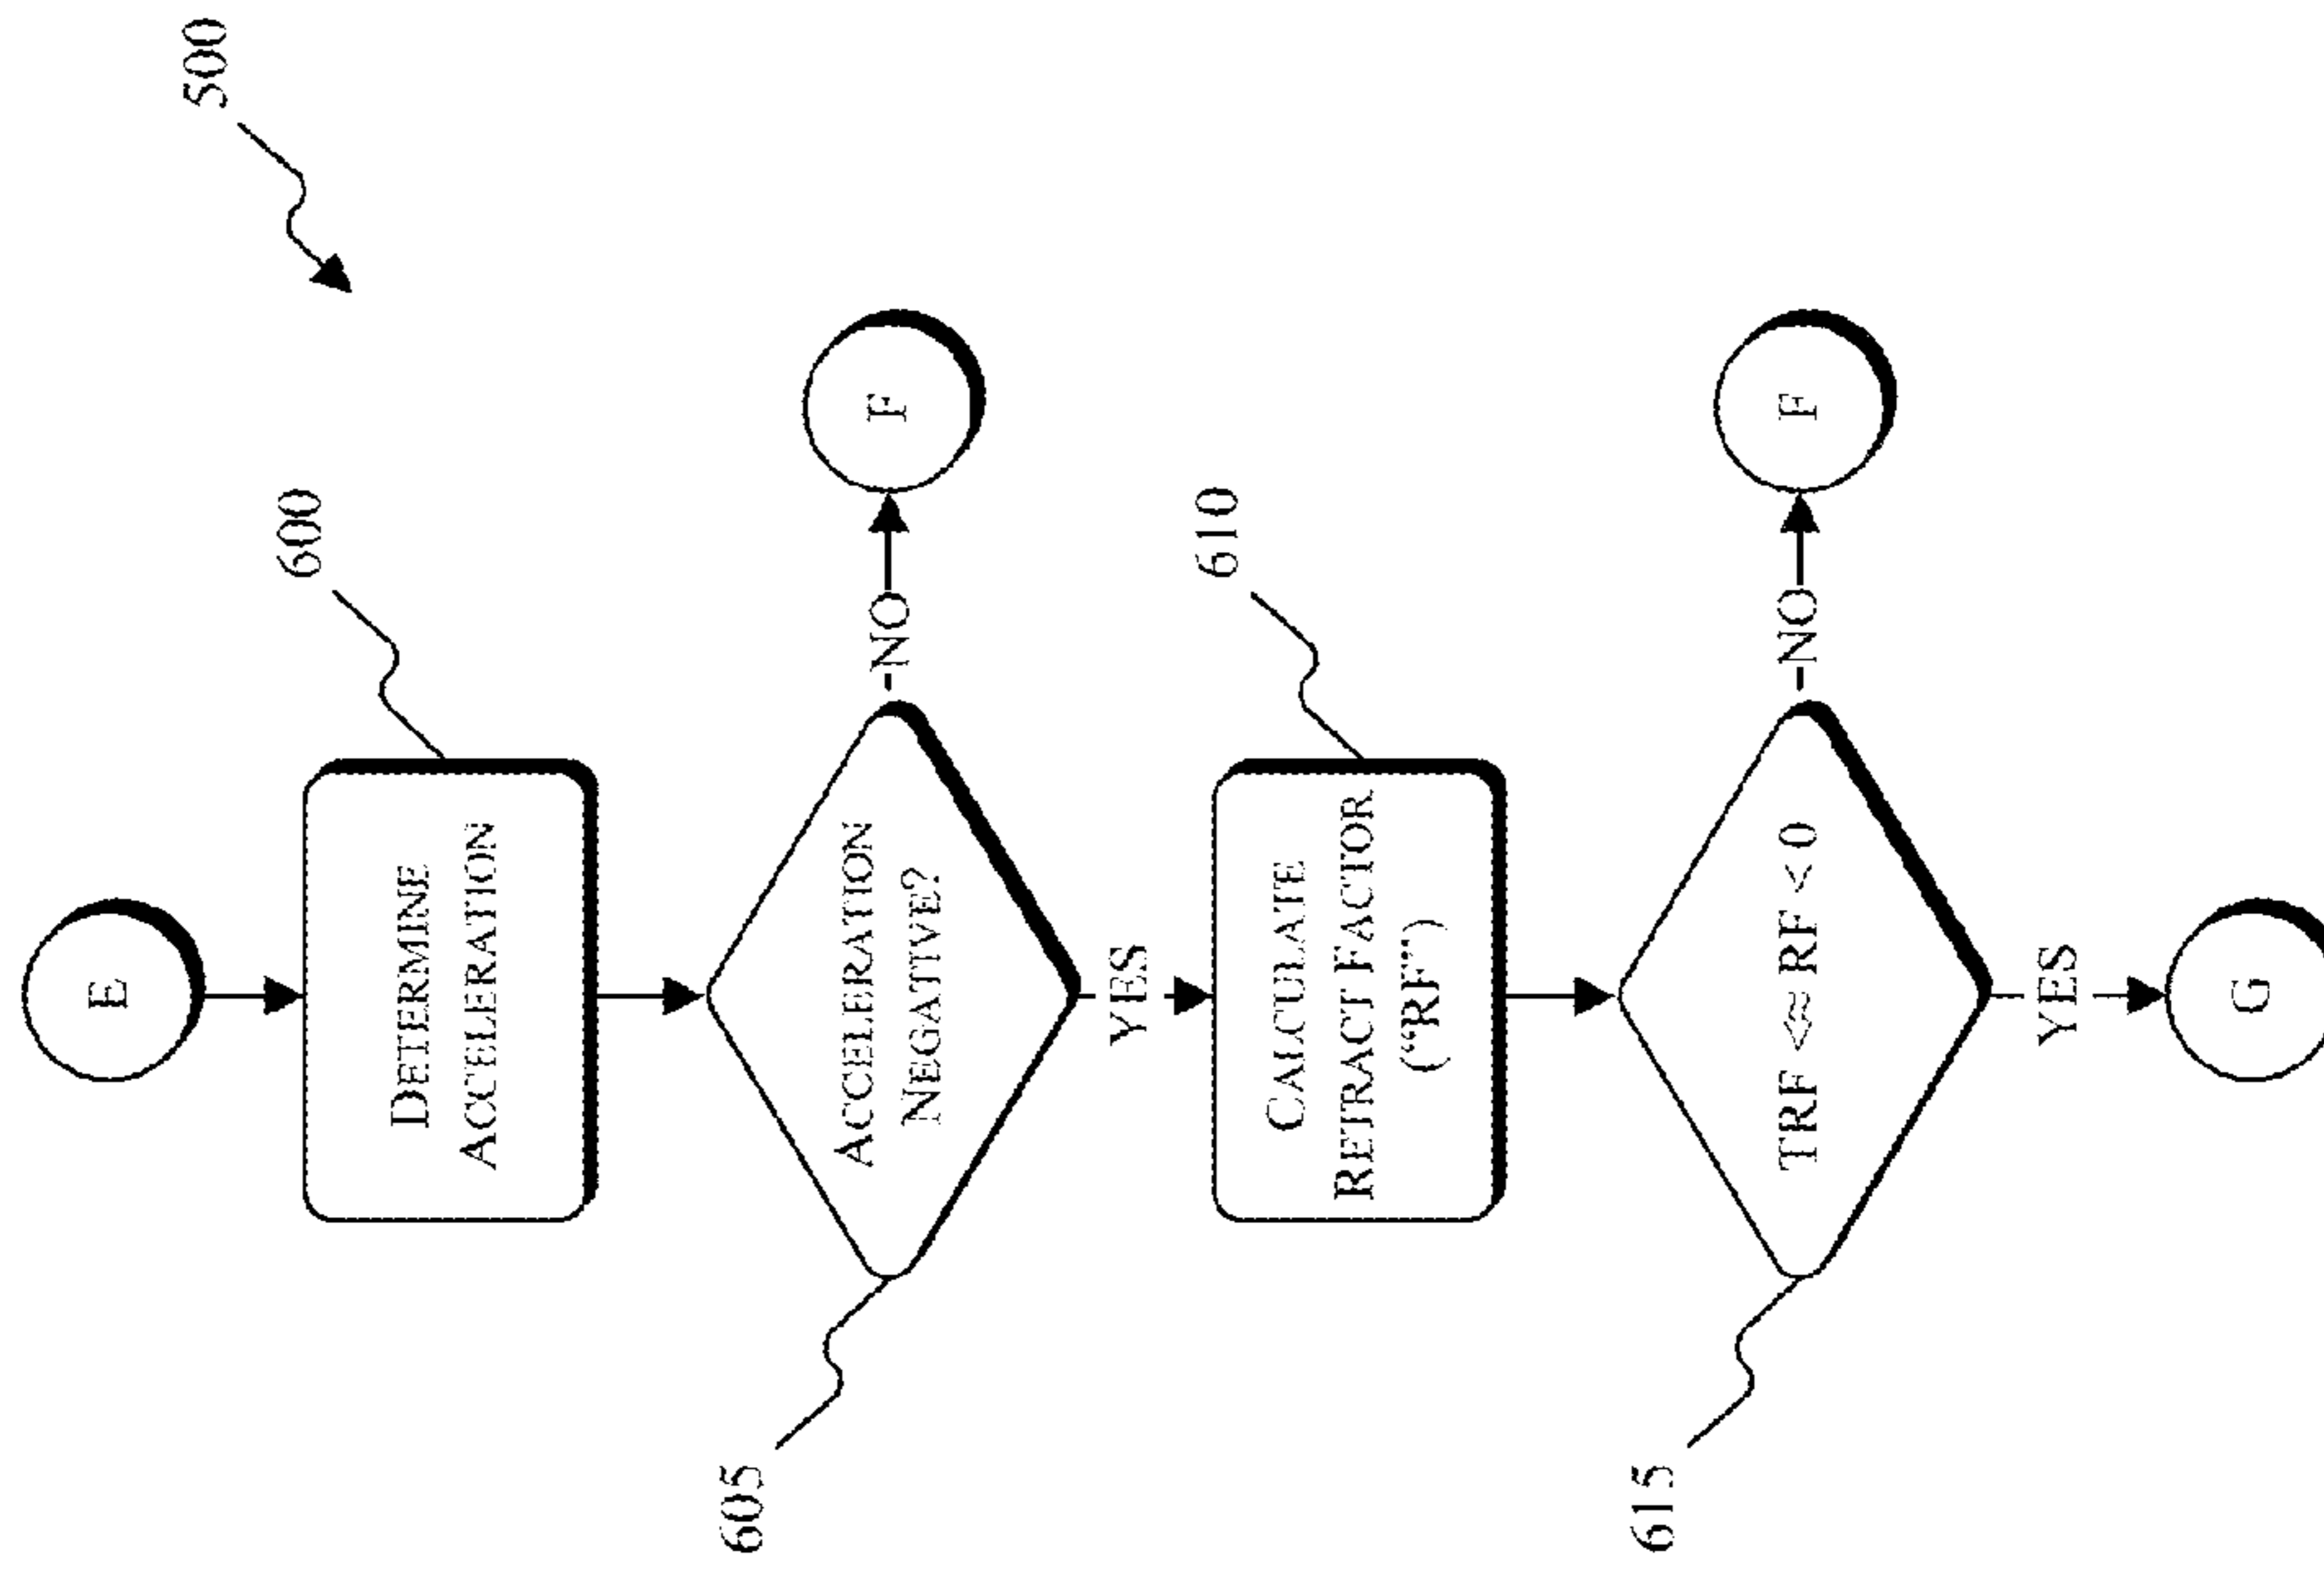 500
E
600
DETERMINE
ACCELERATION
605
ACCELERATION
NEGATIVE?
NO
F
YES
610
CALCULATE
RETRACT FACTOR
(“RF”)
615
TRF <≈ RF < 0
NO
F
YES
G